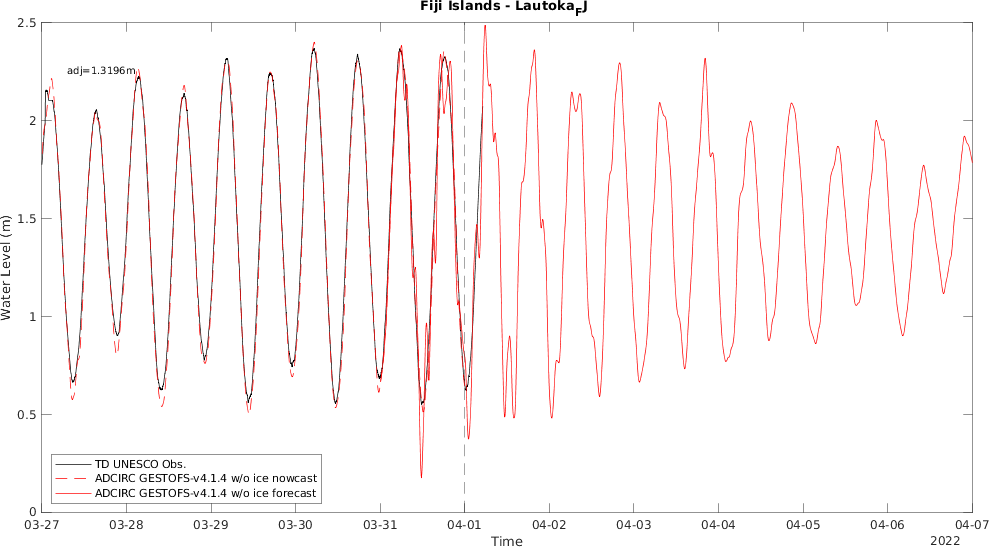 Fiji Islands - Lautoka_FJ
2.5
adj=1.3196m
2
1.5
Water Level (m)
1
0.5
TD UNESCO Obs.
ADCIRC GESTOFS-v4.1.4 w/o ice nowcast
ADCIRC GESTOFS-v4.1.4 w/o ice forecast
0
03-27 03-28 03-29 03-30 03-31 04-01 04-02 04-03 04-04 04-05 04-06 04-07
Time 2022